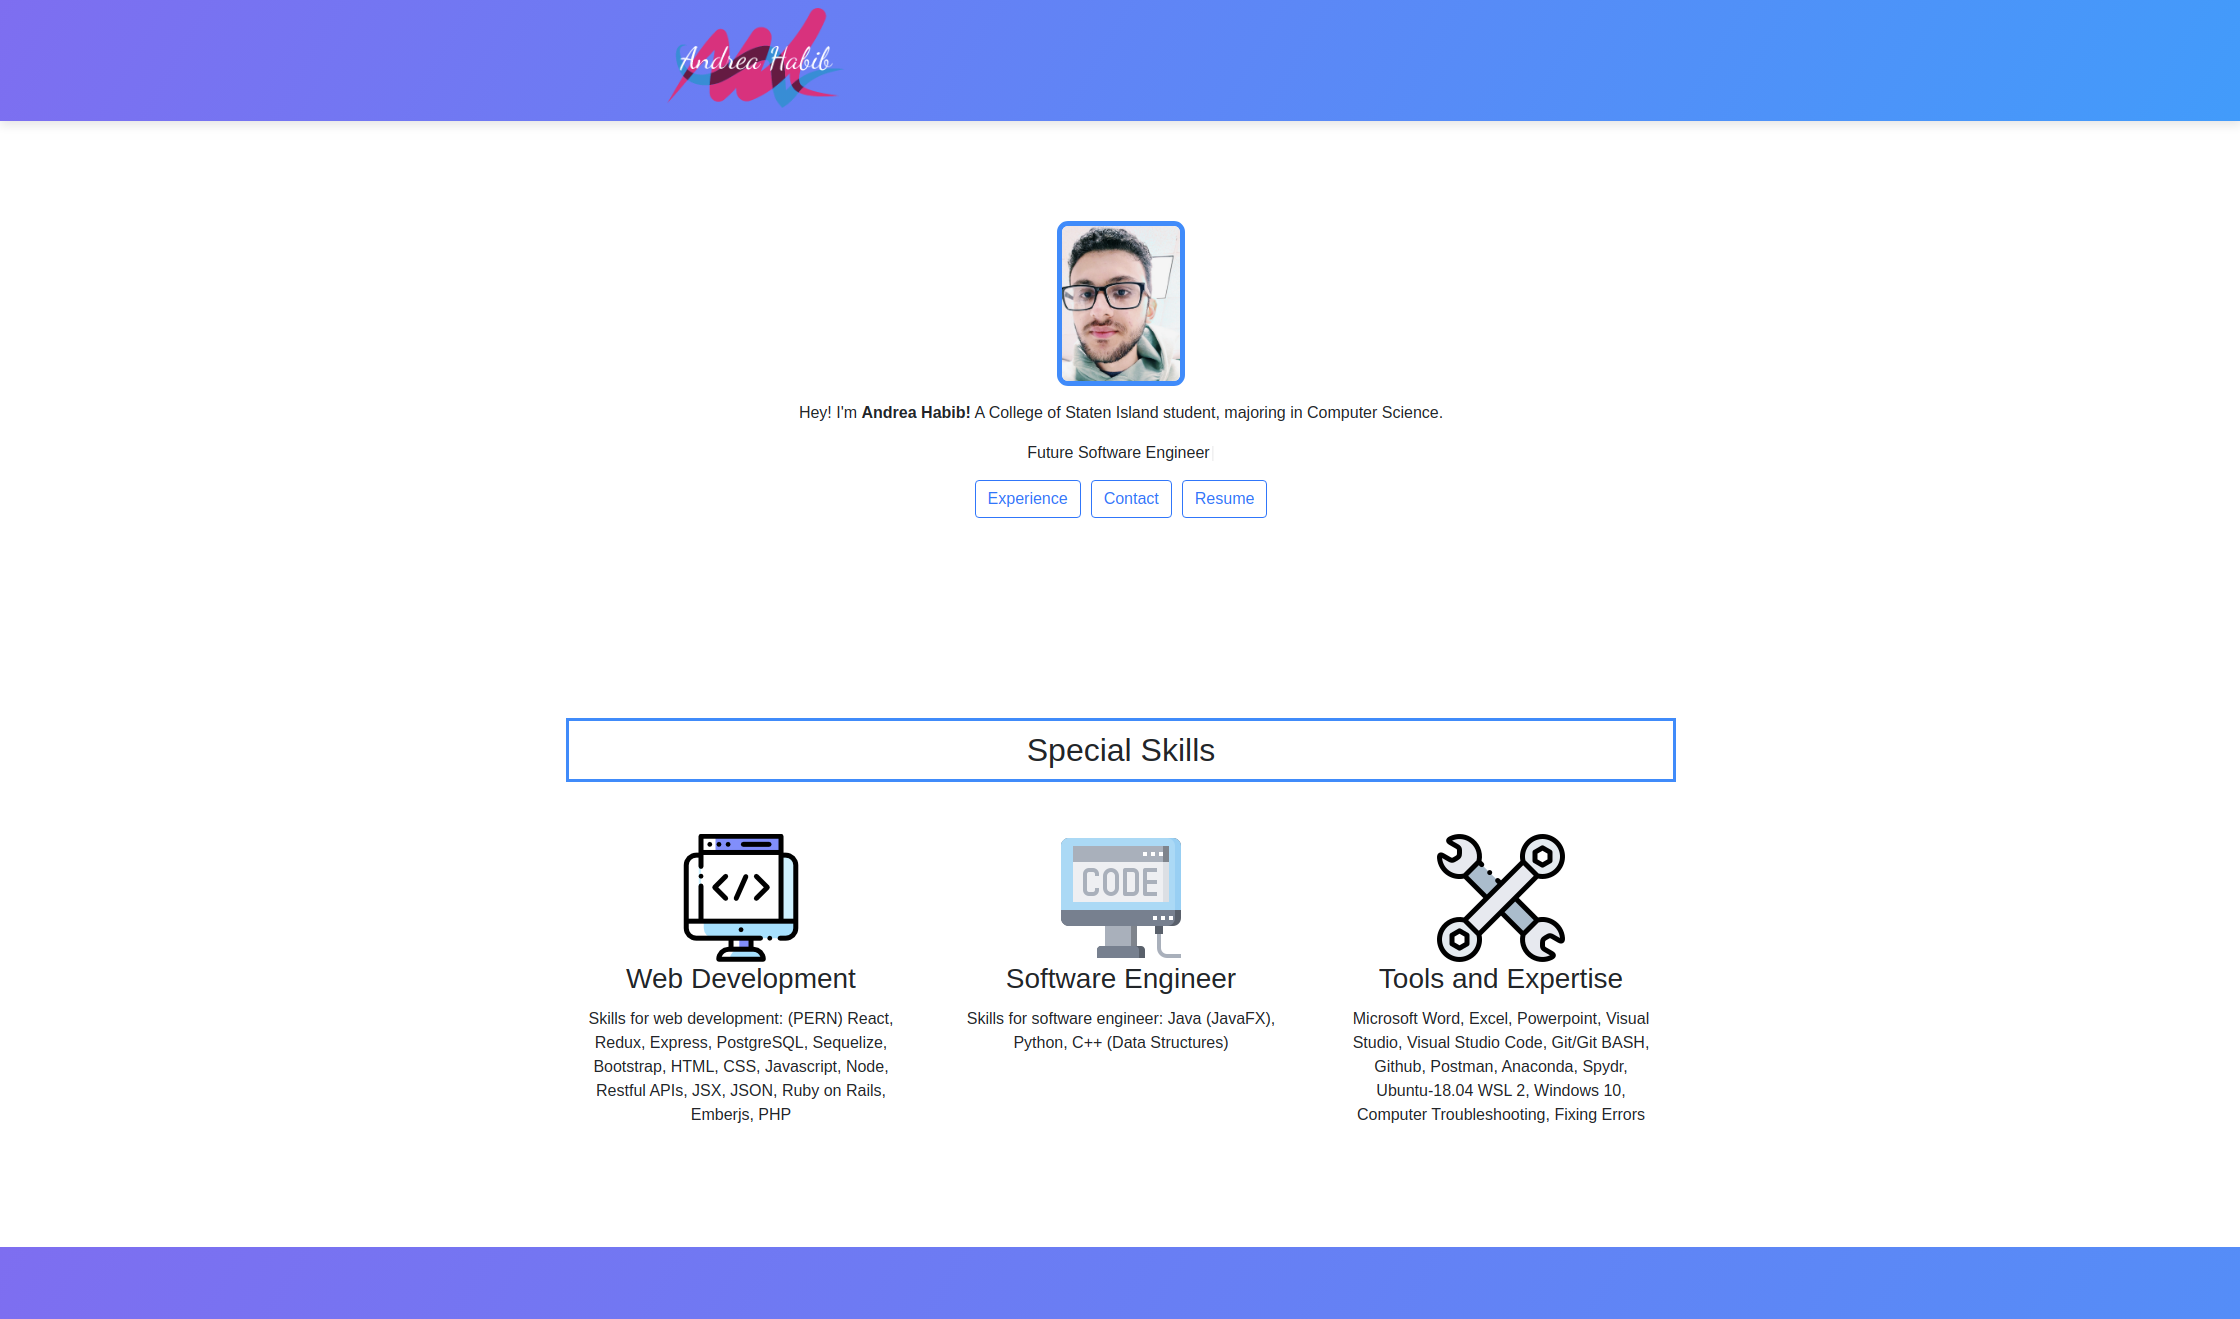 Andrea Habib
Hey! I'm Andrea Habib! A College of Staten Island student, majoring in Computer Science.
Future Software Engineer
Experience Contact Resume
Special Skills
CODE
Web Development
Skills for web development: (PERN) React,
Redux, Express, PostgreSQL, Sequelize,
Bootstrap, HTML, CSS, Javascript, Node,
Restful APIs, JSX, JSON, Ruby on Rails,
Emberjs, PHP
Software Engineer
Skills for software engineer: Java (JavaFX),
Python, C++ (Data Structures)
Tools and Expertise
Microsoft Word, Excel, Powerpoint, Visual
Studio, Visual Studio Code, Git/Git BASH,
Github, Postman, Anaconda, Spydr,
Ubuntu-18.04 WSL 2, Windows 10,
Computer Troubleshooting, Fixing Errors